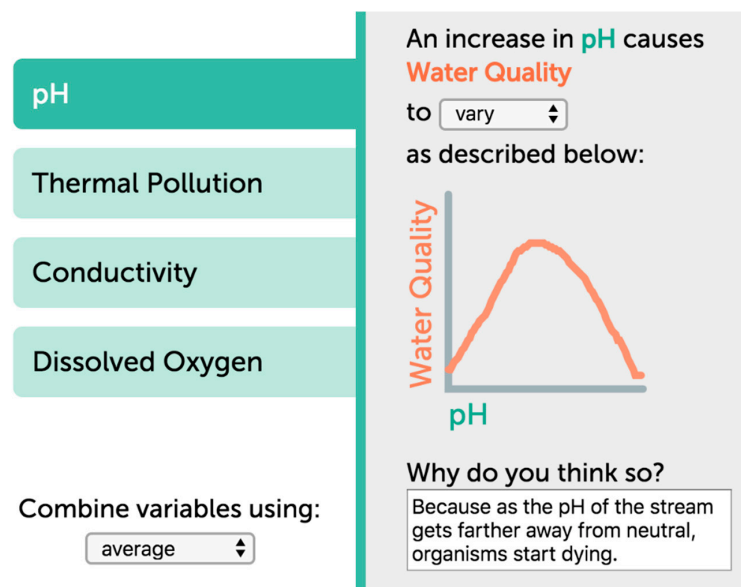 pH
Thermal Pollution
Conductivity
Dissolved Oxygen
Combine variables using:
average
An increase in pH causes
Water Quality
to vary
as described below:
Water Quality
pH
Why do you think so?
Because as the pH of the stream
gets farther away from neutral,
organisms start dying.